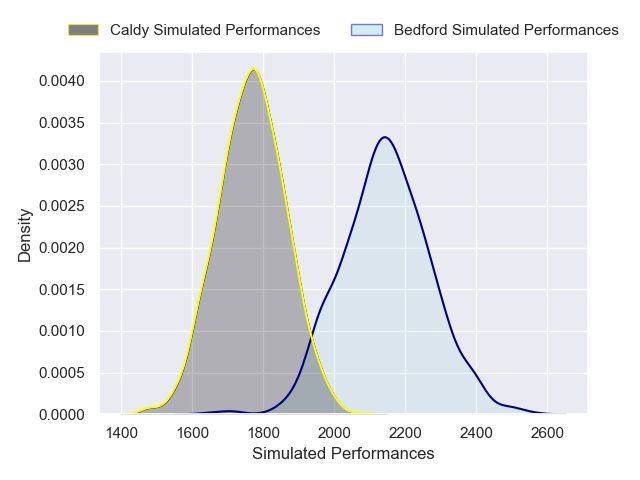 Caldy Simulated Performances
Bedford Simulated Performances
0.0040
0.0035
0.0030
0.0025
0.0020
0.0015
0.0010
0.0005
0.0000
Density
1400 1600 1800 2000 2200 2400 2600
Simulated Performances